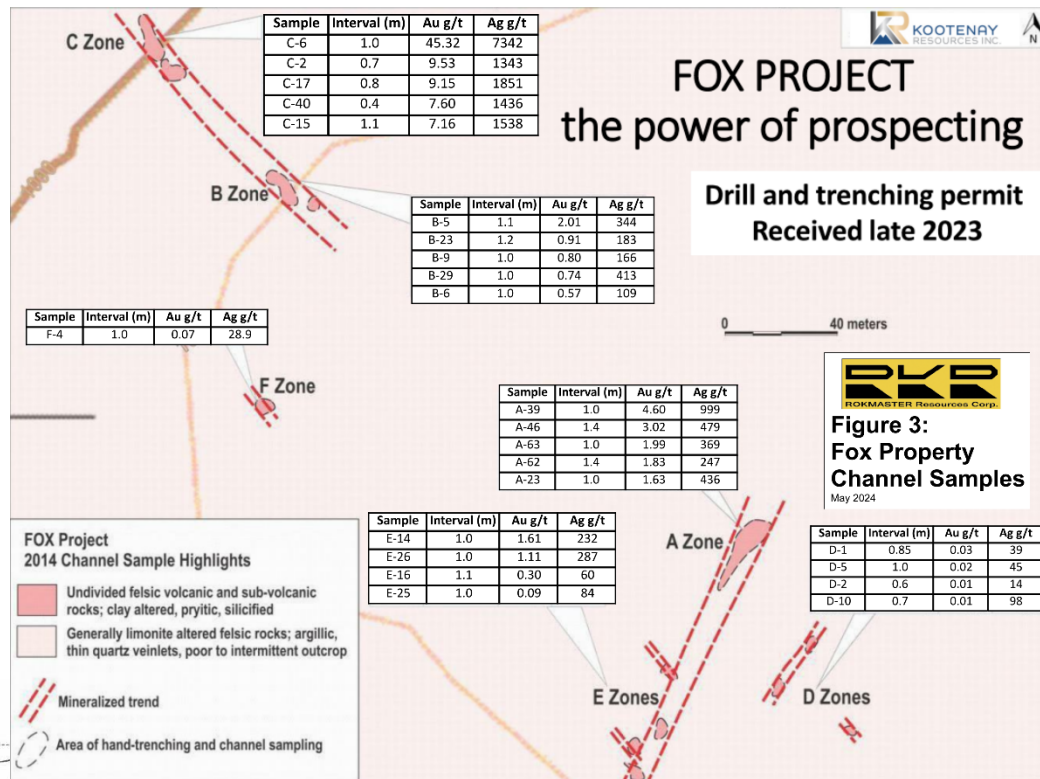 C Zone
Sample Interval (m) Au g/t Ag g/t
C-6 1.0 45.32 7342
C-2 0.7 9.53 1343
C-17 0.8 9.15 1851
C-40 0.4 7.60 1436
C-15 1.1 7.16 1538
KOOTENAY
RESOURCES INC.
N
FOX PROJECT
the power of prospecting
1800
B Zone
Sample Interval (m) Au g/t Ag g/t
B-5 1.1 2.01 344
B-23 1.2 0.91 183
B-9 1.0 0.80 166
B-29 1.0 0.74 413
B-6 1.0 0.57 109
Drill and trenching permit
Received late 2023
Sample Interval (m) Au g/t Ag g/t
F-4 1.0 0.07 28.9
F Zone
0 40 meters
Sample Interval (m) Au g/t Ag g/t
A-39 1.0 4.60 999
A-46 1.4 3.02 479
A-63 1.0 1.99 369
A-62 1.4 1.83 247
A-23 1.0 1.63 436
A Zone
RKR
ROKMASTER Resources Corp.
Figure 3:
Fox Property
Channel Samples
May 2024
Sample Interval (m) Au g/t Ag g/t
E-14 1.0 1.61 232
E-26 1.0 1.11 287
E-16 1.1 0.30 60
E-25 1.0 0.09 84
E Zones
Sample Interval (m) Au g/t Ag g/t
D-1 0.85 0.03 39
D-5 1.0 0.02 45
D-2 0.6 0.01 14
D-10 0.7 0.01 98
D Zones
FOX Project
2014 Channel Sample Highlights
Undivided felsic volcanic and sub-volcanic
rocks; clay altered, pryitic, silicified
Generally limonite altered felsic rocks; argillic,
thin quartz veinlets, poor to intermittent outcrop
Mineralized trend
Area of hand-trenching and channel sampling